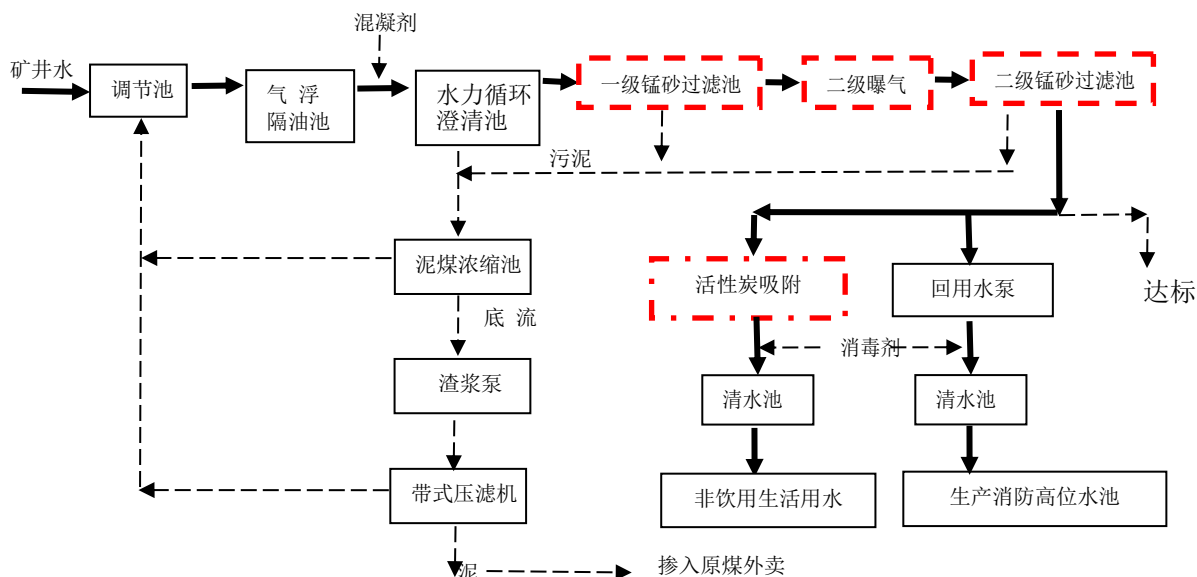 混凝剂
矿井水
调节池
气 浮
隔油池
水力循环
澄清池
一级锰砂过滤池
二级曝气
二级锰砂过滤池
污泥
泥煤浓缩池
活性炭吸附
回用水泵
达标
底 流
消毒剂
渣浆泵
清水池
清水池
带式压滤机
非饮用生活用水
生产消防高位水池
泥
掺入原煤外卖